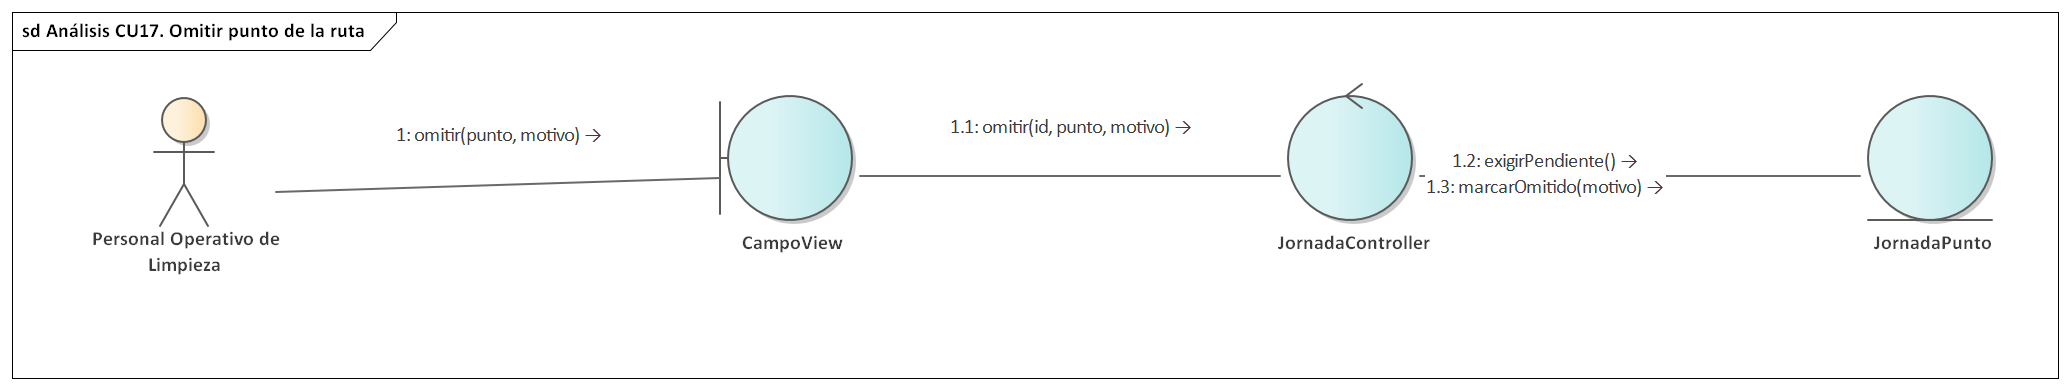 sd Análisis CU17. Omitir punto de la ruta
1: omitir(punto, motivo) →
1.1: omitir(id, punto, motivo) →
1.2: exigirPendiente() →
1.3: marcarOmitido(motivo) →
Personal Operativo de
Limpieza
CampoView
JornadaController
JornadaPunto